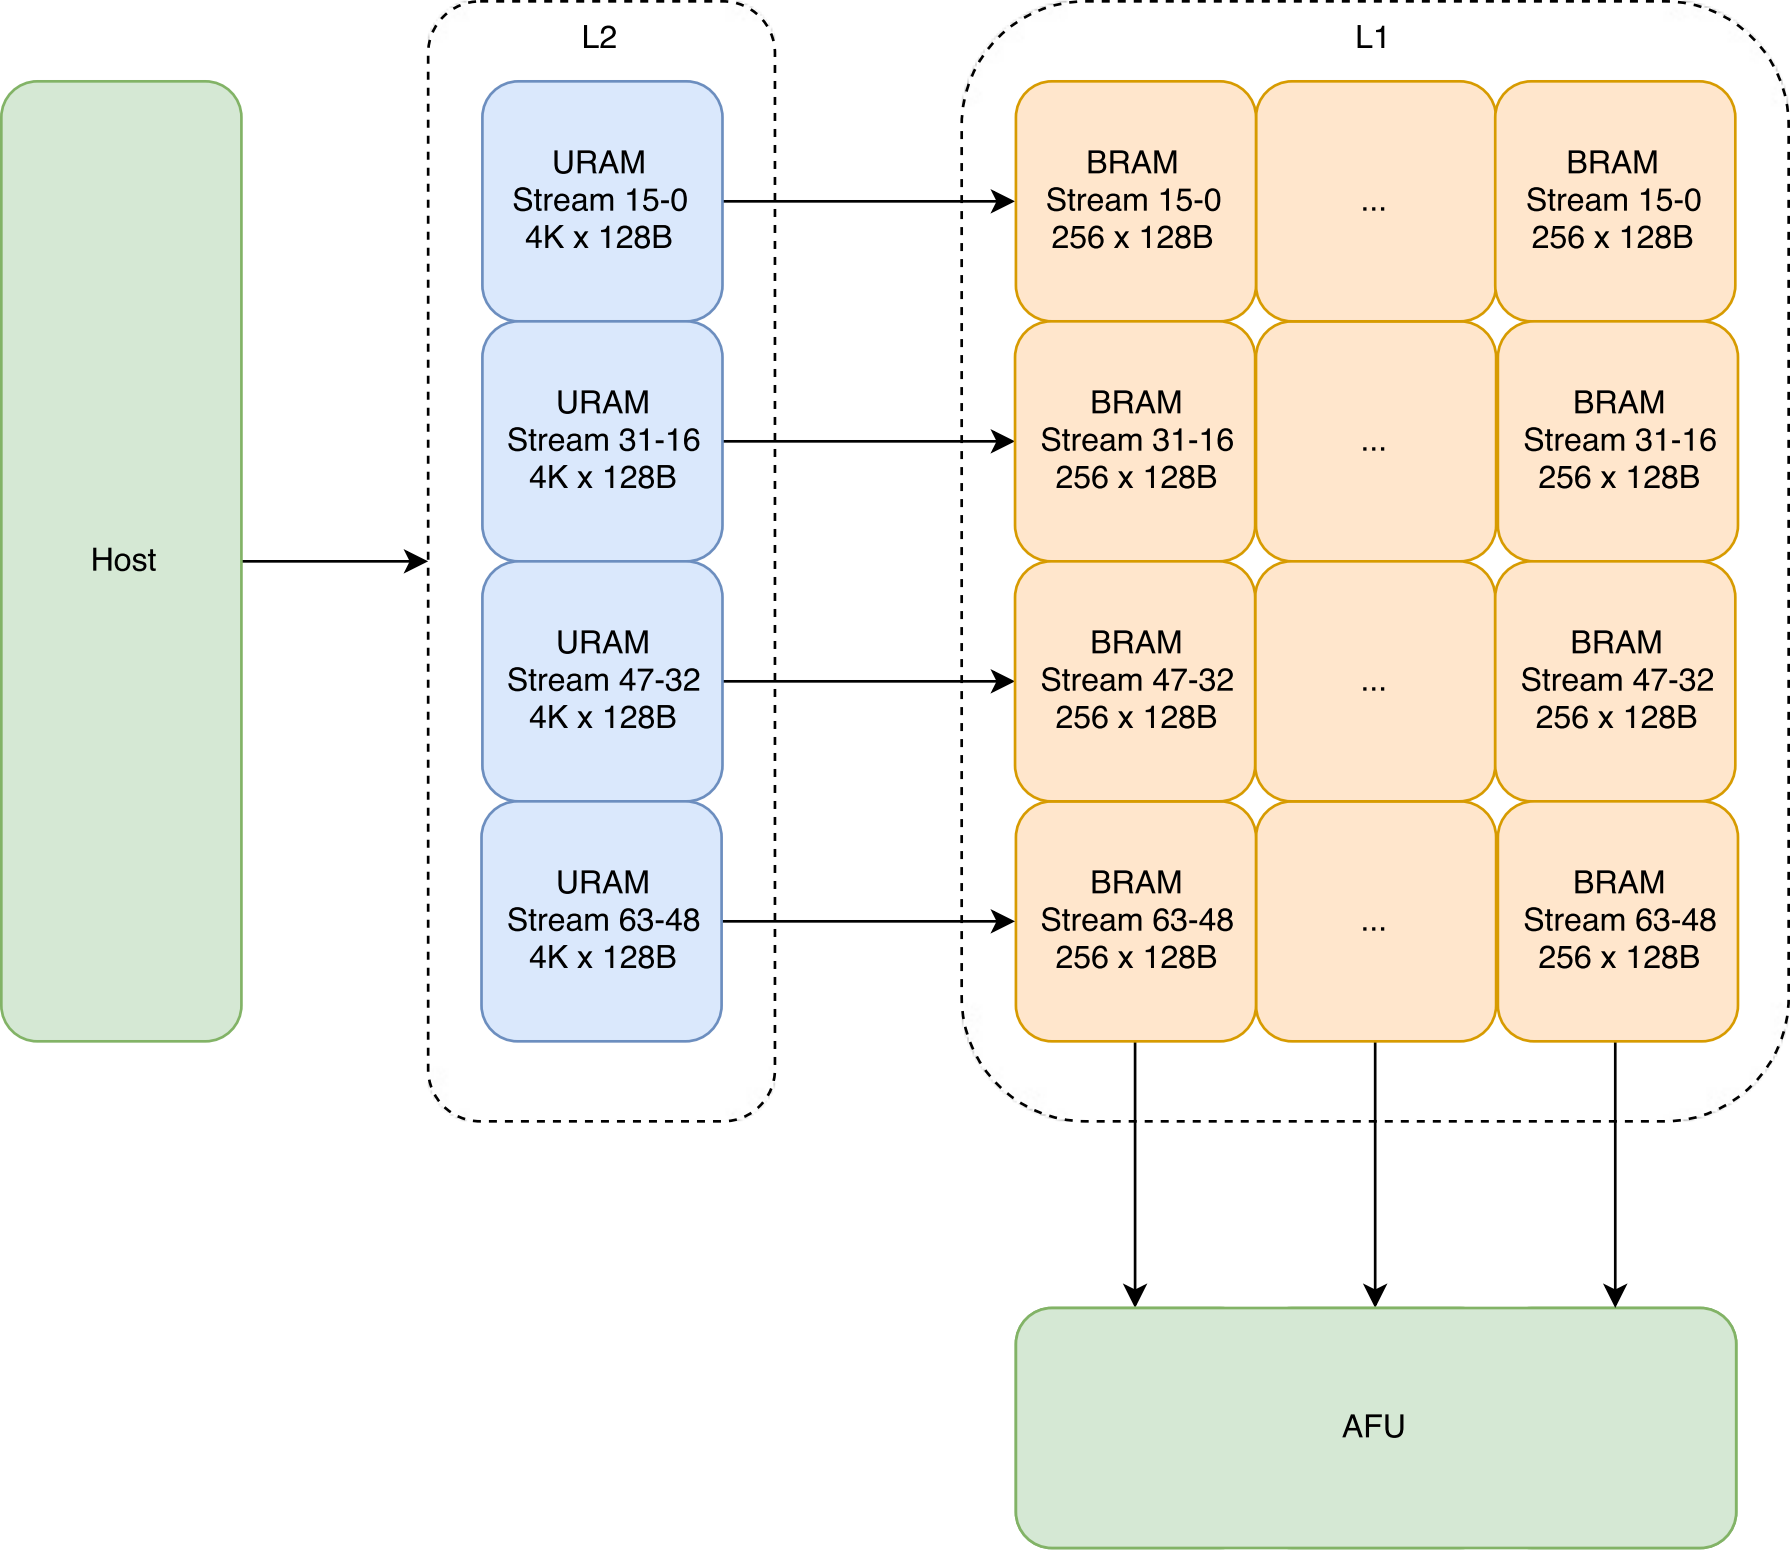 L2
L1
URAM
Stream 15-0
4K x 128B
BRAM
Stream 15-0
256 x 128B
...
BRAM
Stream 15-0
256 x 128B
URAM
Stream 31-16
4K x 128B
BRAM
Stream 31-16
256 x 128B
...
BRAM
Stream 31-16
256 x 128B
Host
URAM
Stream 47-32
4K x 128B
BRAM
Stream 47-32
256 x 128B
...
BRAM
Stream 47-32
256 x 128B
URAM
Stream 63-48
4K x 128B
BRAM
Stream 63-48
256 x 128B
...
BRAM
Stream 63-48
256 x 128B
AFU